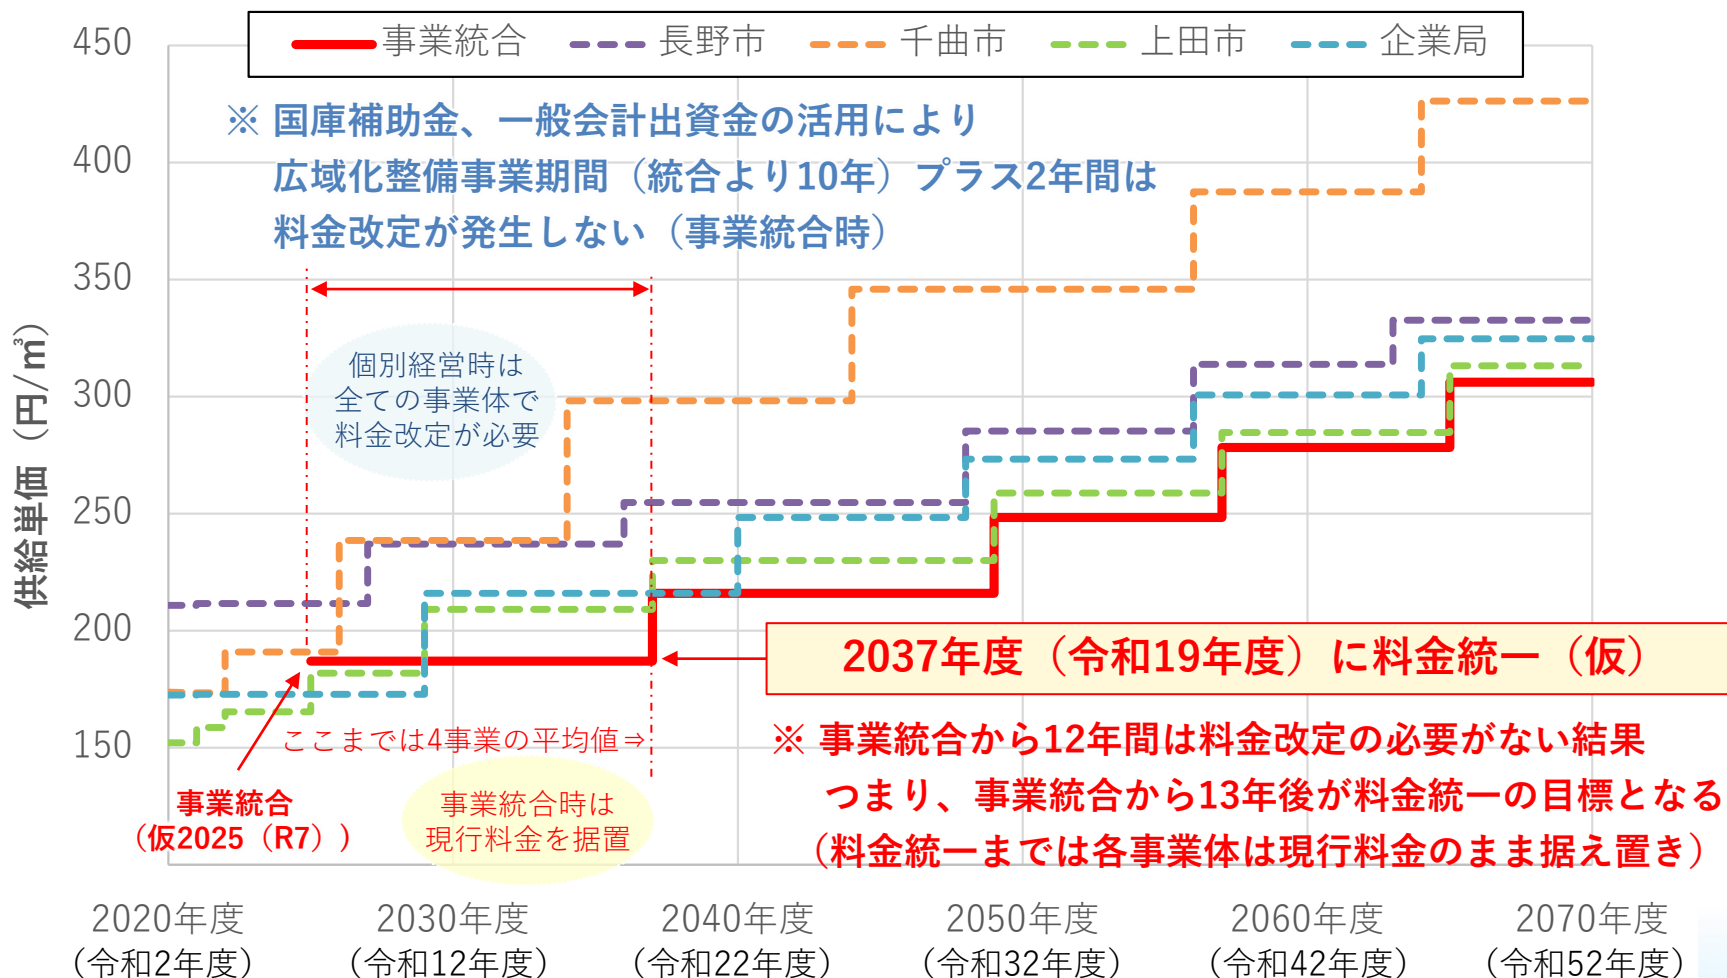 事業統合 長野市 千曲市 上田市 企業局
450
400
350
300
250
200
150
供給単価（円/㎥）
※ 国庫補助金、一般会計出資金の活用により
広域化整備事業期間（統合より10年）プラス2年間は
料金改定が発生しない（事業統合時）
個別経営時は
全ての事業体で
料金改定が必要
2037年度（令和19年度）に料金統一（仮）
ここまでは4事業の平均値⇒
※ 事業統合から12年間は料金改定の必要がない結果
つまり、事業統合から13年後が料金統一の目標となる
（料金統一までは各事業体は現行料金のまま据え置き）
事業統合
（仮2025（R7））
事業統合時は
現行料金を据置
2020年度 2030年度 2040年度 2050年度 2060年度 2070年度
（令和2年度） （令和12年度） （令和22年度） （令和32年度） （令和42年度） （令和52年度）